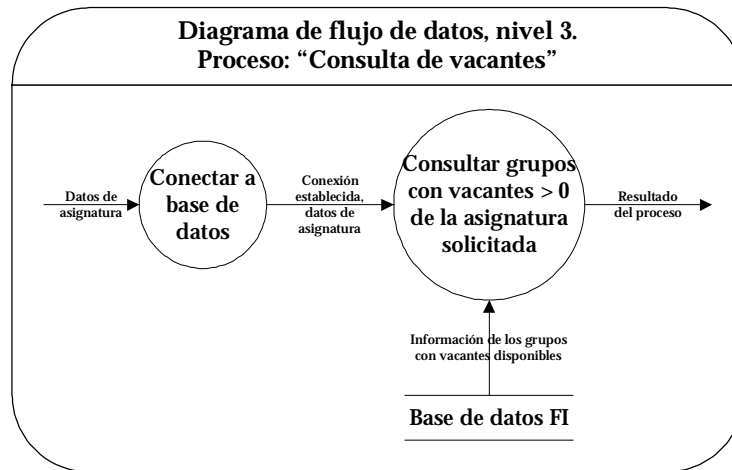 Diagrama de flujo de datos, nivel 3.
Proceso: “Consulta de vacantes”
Datos de
asignatura
Conectar a
base de
datos
Conexión
establecida,
datos de
asignatura
Consultar grupos
con vacantes > 0
de la asignatura
solicitada
Resultado
del proceso
Información de los grupos
con vacantes disponibles
Base de datos FI